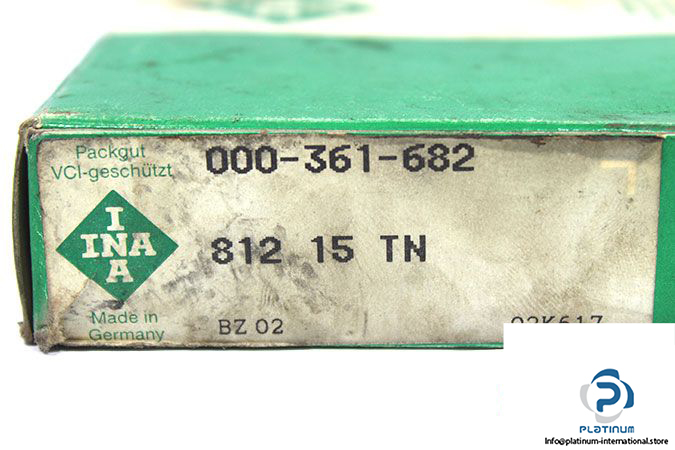 Packgut
VCI-geschützt
000-361-682
INA
INA
812 15 TN
Made in
Germany
BZ 02
PLATINUM
Info@platinum-international.store